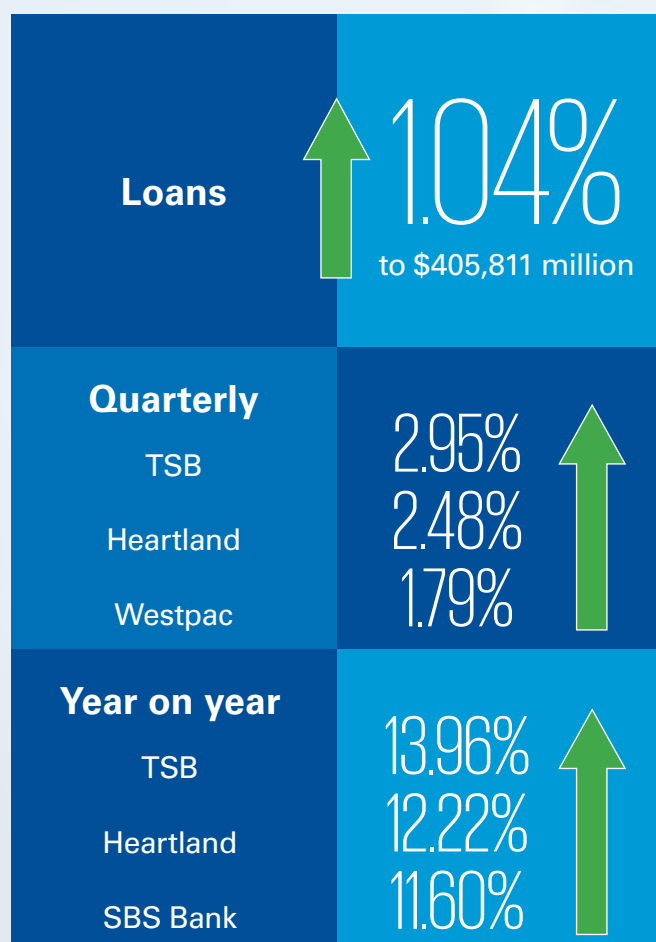 Loans
1.04%
to $405,811 million
Quarterly
TSB 2.95%
Heartland 2.48%
Westpac 1.79%
Year on year
TSB 13.96%
Heartland 12.22%
SBS Bank 11.60%